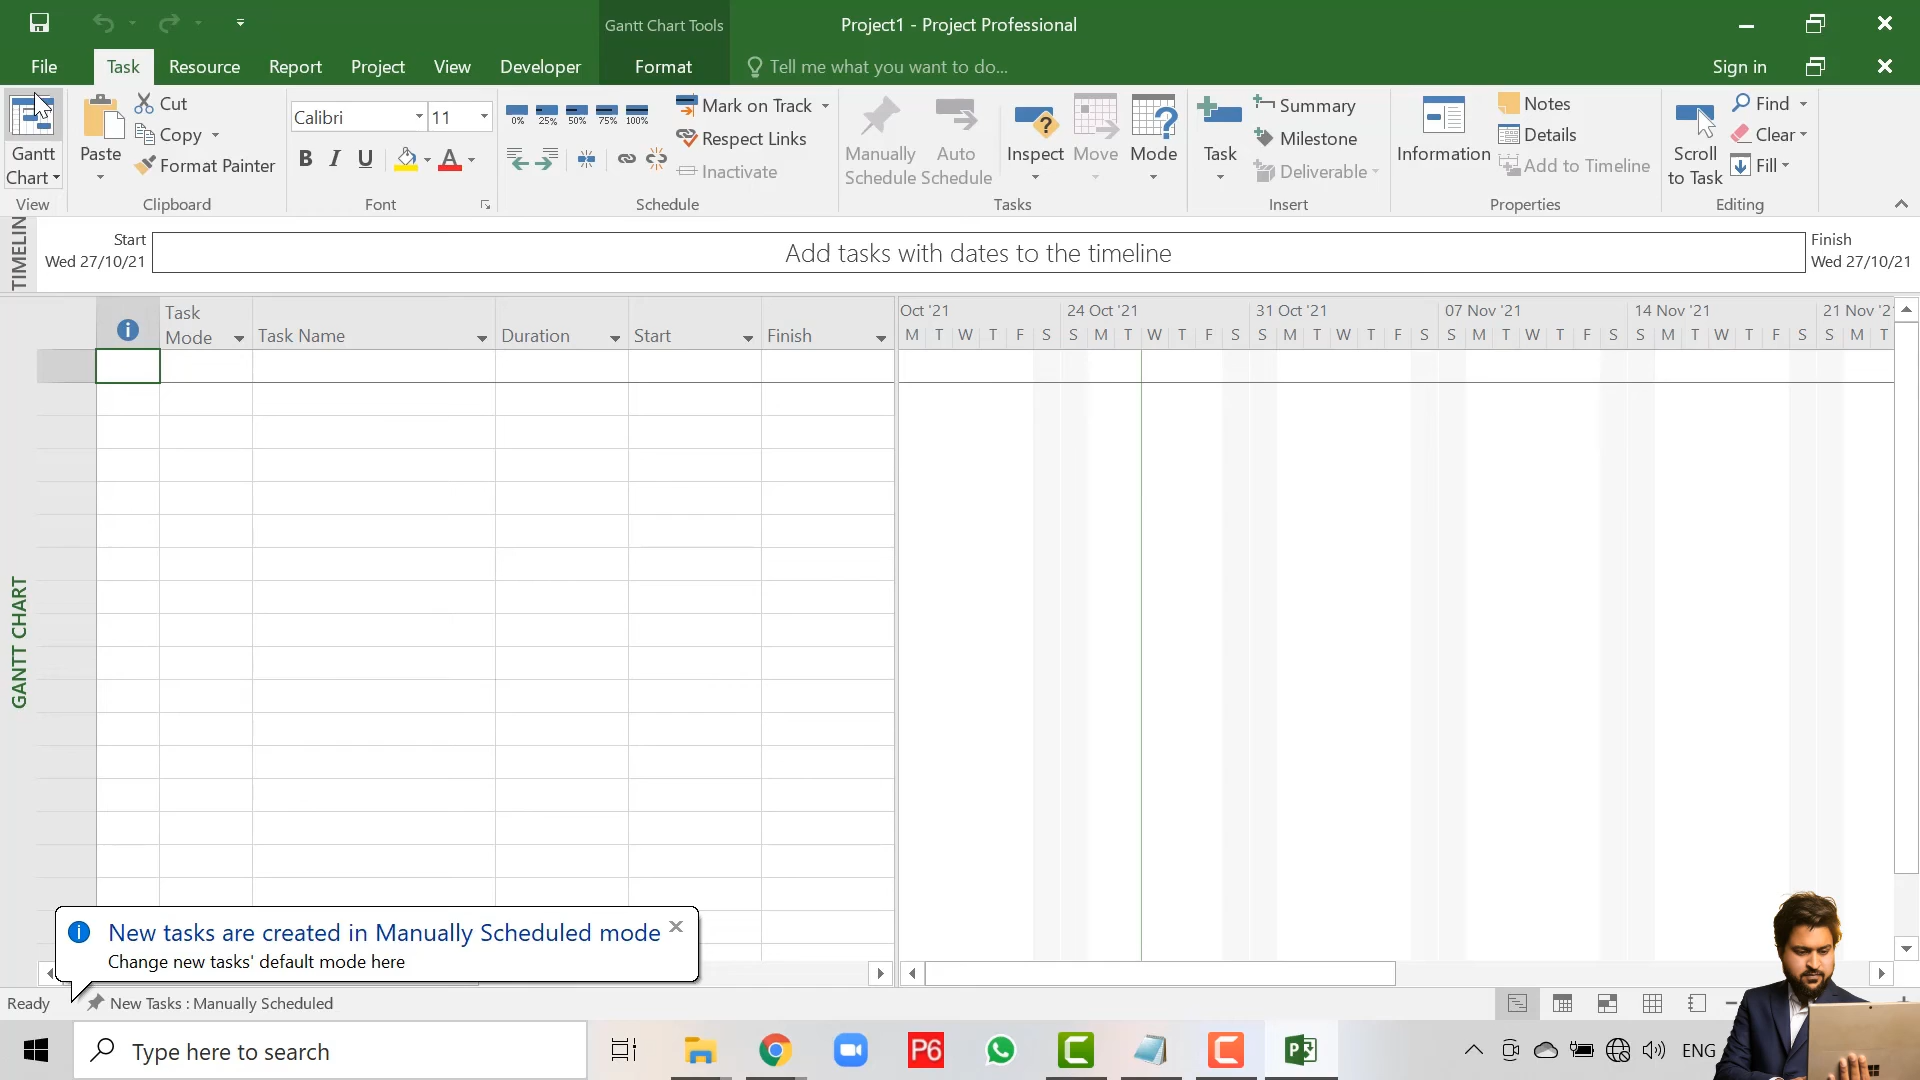 Gantt Chart Tools
Project1 - Project Professional
File
Task
Resource
Report
Project
View
Developer
Format
Tell me what you want to do...
Sign in
Gantt
Chart
View
Paste
Cut
Copy
Format Painter
Clipboard
Calibri
11
B I U
A
Font
0% 25% 50% 75% 100%
Mark on Track
Respect Links
Inactivate
Schedule
Manually
Schedule
Auto
Schedule
Inspect
Move
Mode
Tasks
Task
Summary
Milestone
Deliverable
Insert
Information
Notes
Details
Add to Timeline
Properties
Scroll
to Task
Find
Clear
Fill
Editing
TIMELIN
Start
Wed 27/10/21
Add tasks with dates to the timeline
Finish
Wed 27/10/21
Task
Mode
Task Name
Duration
Start
Finish
Oct '21
24 Oct '21
31 Oct '21
07 Nov '21
14 Nov '21
21 Nov '2
M T W T F S S M T W T F S S M T W T F S S M T W T F S S M T W T F S S M T
GANTT CHART
New tasks are created in Manually Scheduled mode
Change new tasks' default mode here
Ready
New Tasks : Manually Scheduled
Type here to search
P6
ENG